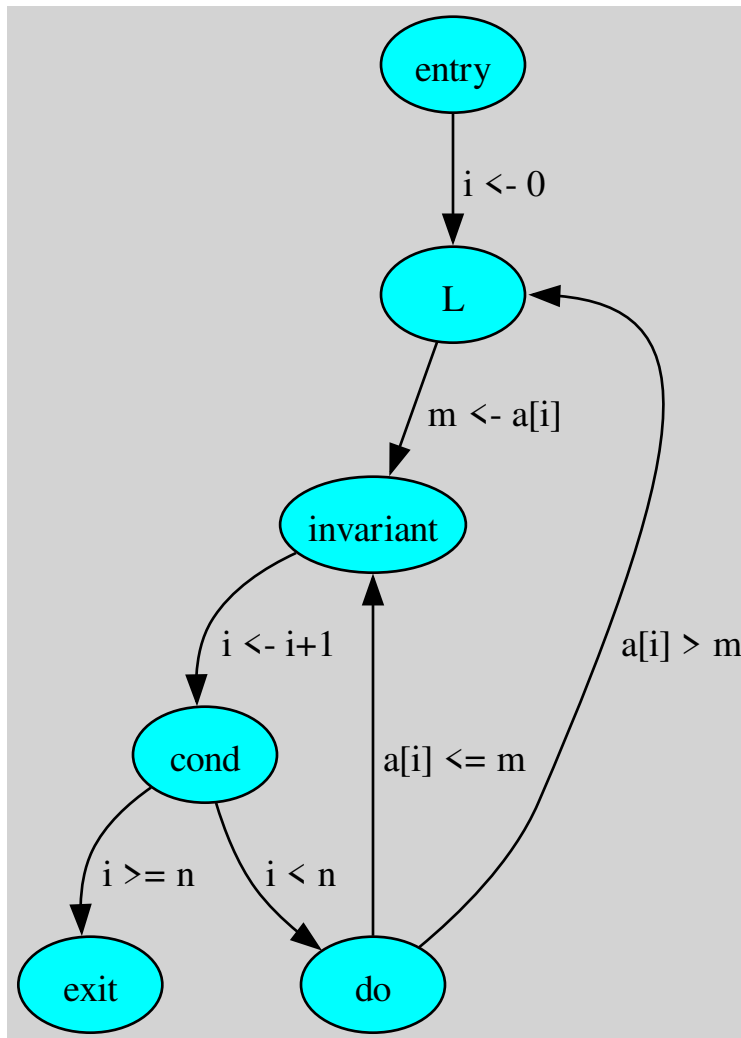 entry
i <- 0
L
m <- a[i]
invariant
i <- i+1
a[i] > m
cond
a[i] <= m
i >= n
i < n
exit
do